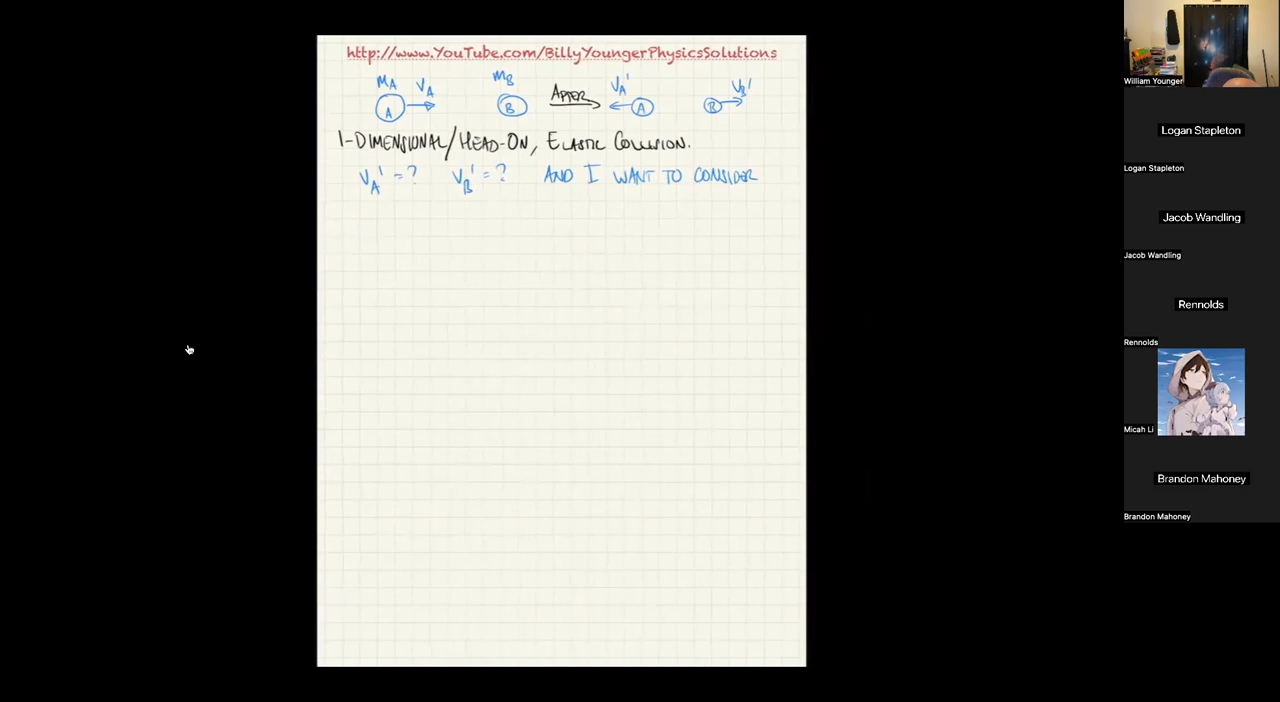 http://www.YouTube.com/BillyYoungerPhysicsSolutions
MA VA MB AFTER VA' VB'
A B A B
1-DIMENSIONAL/HEAD-ON, ELASTIC COLLISION.
VA' = ? VB' = ? AND I WANT TO CONSIDER
William Younger
Logan Stapleton
Logan Stapleton
Jacob Wandling
Jacob Wandling
Rennolds
Rennolds
Micah Li
Brandon Mahoney
Brandon Mahoney